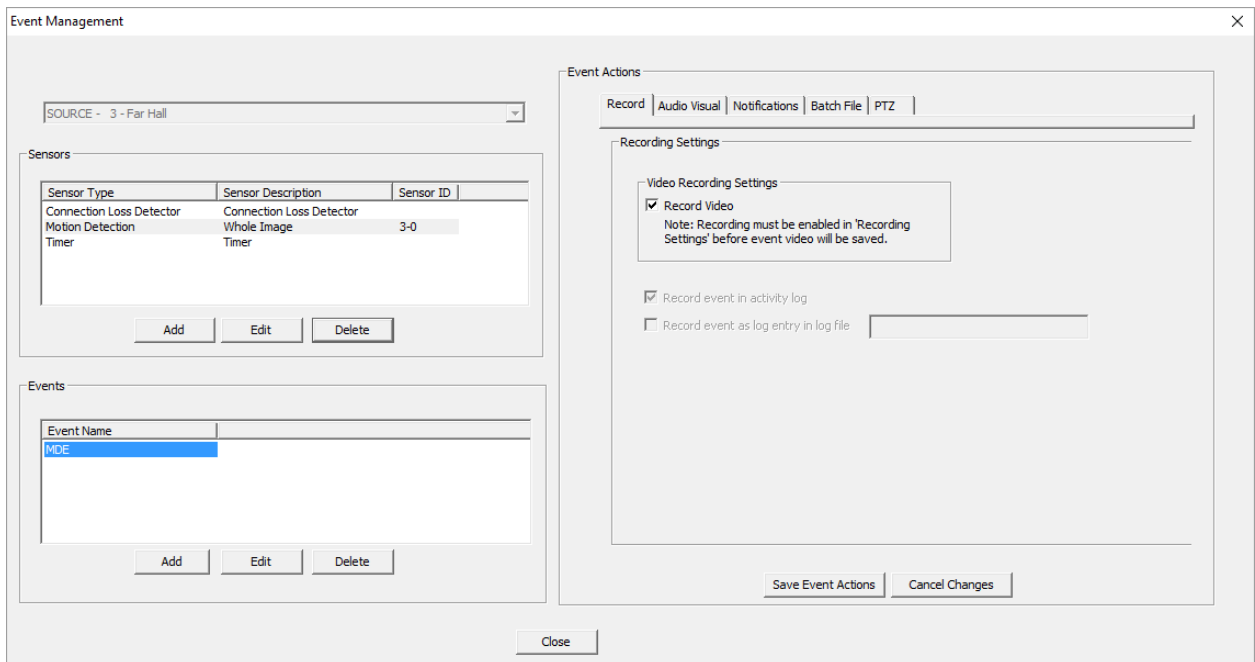 Event Management
SOURCE -   3 - Far Hall
Sensors
Sensor Type Sensor Description Sensor ID
Connection Loss Detector Connection Loss Detector
Motion Detection Whole Image 3-0
Timer Timer
Add Edit Delete
Events
Event Name
MDE
Add Edit Delete
Event Actions
Record Audio Visual Notifications Batch File PTZ
Recording Settings
Video Recording Settings
Record Video
Note: Recording must be enabled in 'Recording
Settings' before event video will be saved.
Record event in activity log
Record event as log entry in log file
Save Event Actions Cancel Changes
Close